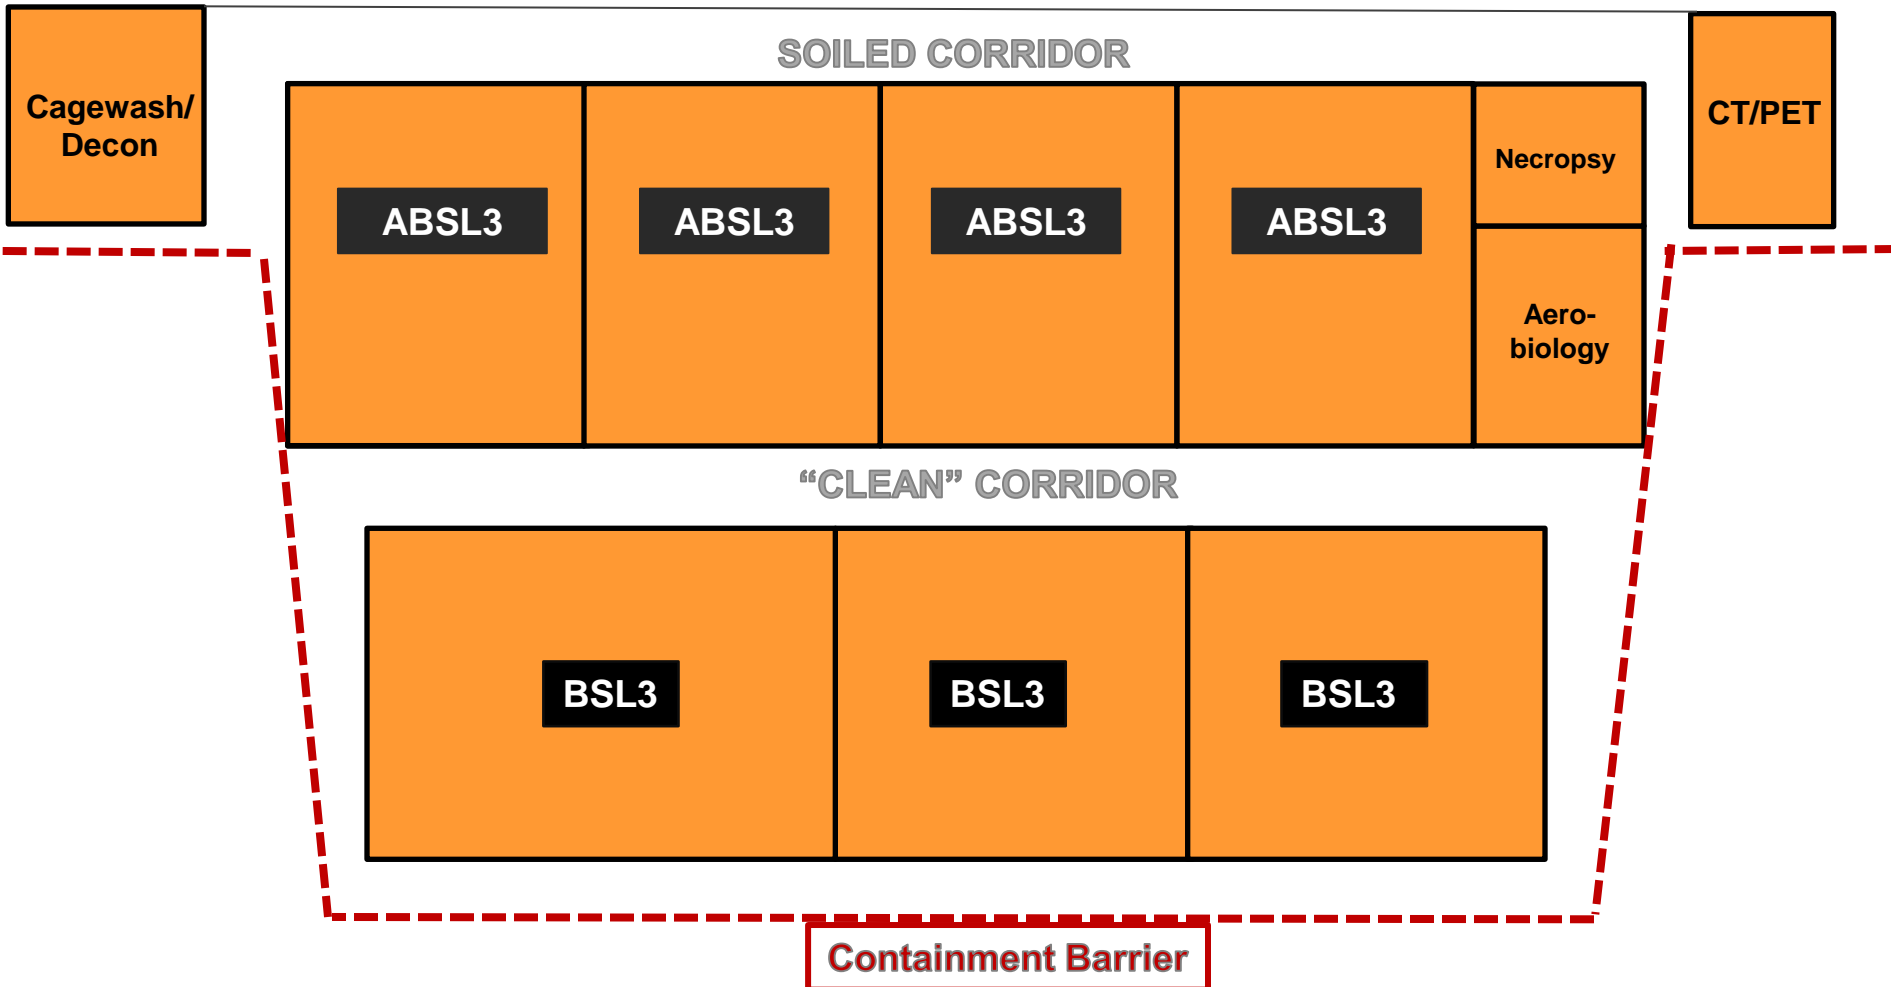 SOILED CORRIDOR
Cagewash/
Decon
CT/PET
Necropsy
ABSL3
ABSL3
ABSL3
ABSL3
Aero-
biology
“CLEAN” CORRIDOR
BSL3
BSL3
BSL3
Containment Barrier